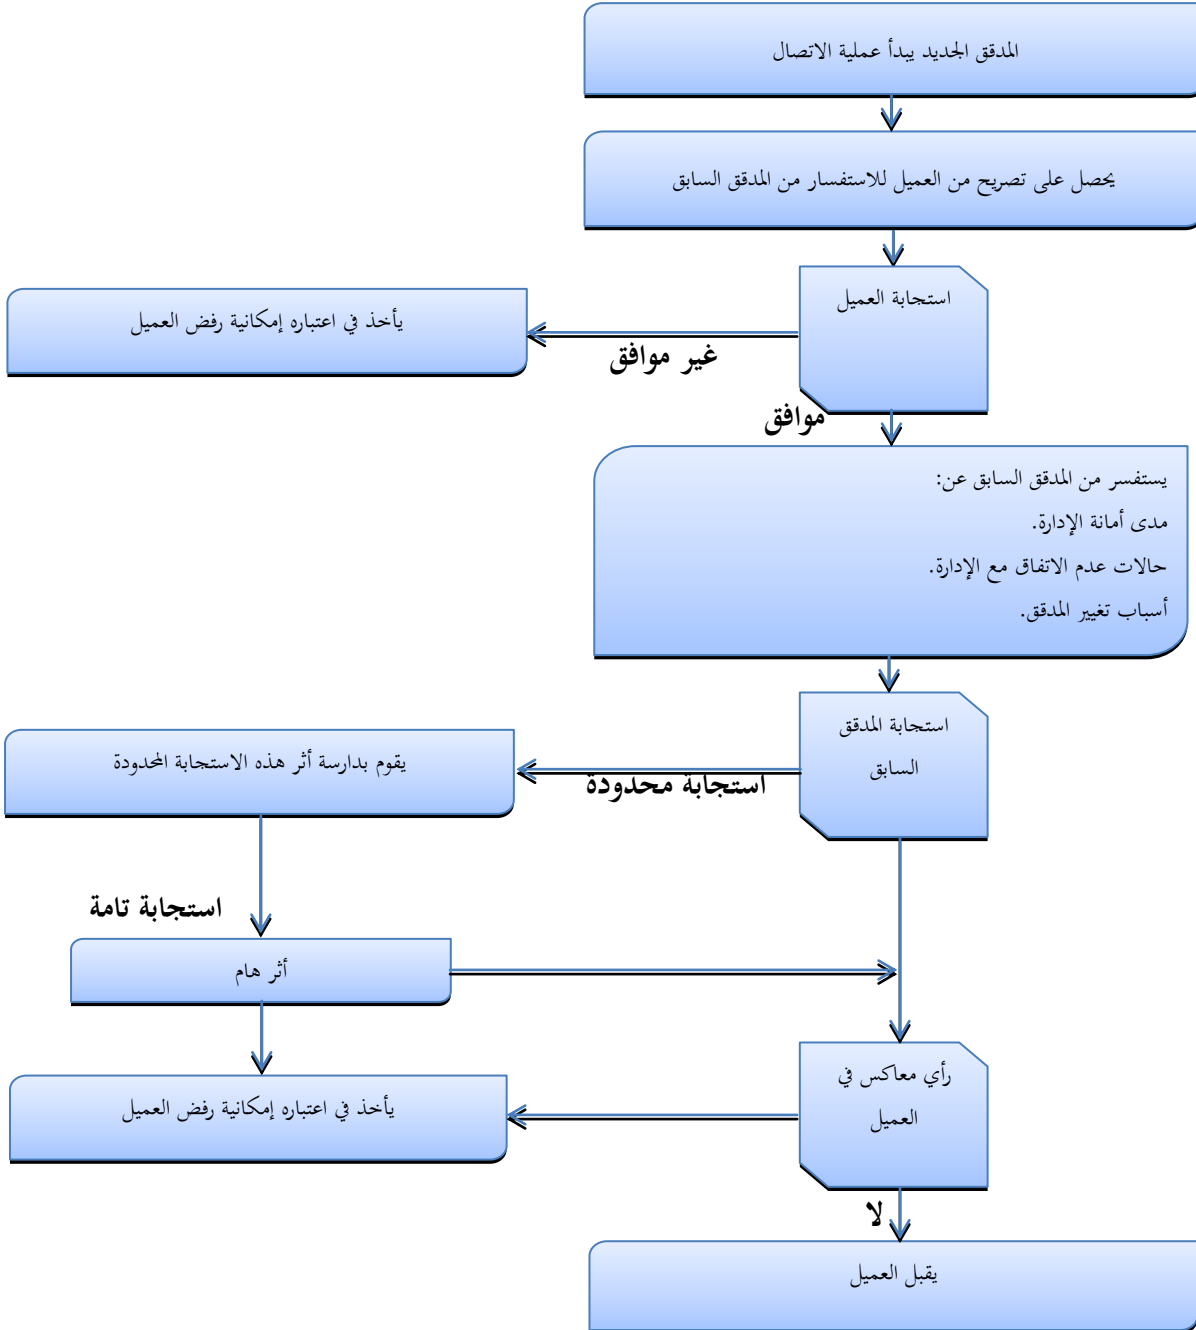 المدقق الجديد يبدأ عملية الاتصال
يحصل على تصريح من العميل للاستفسار من المدقق السابق
استجابة العميل
يأخذ في اعتباره إمكانية رفض العميل
غير موافق
موافق
يستفسر من المدقق السابق عن:
مدى أمانة الإدارة.
حالات عدم الاتفاق مع الإدارة.
أسباب تغيير المدقق.
استجابة المدقق
السابق
يقوم بدارسة أثر هذه الاستجابة المحدودة
استجابة محدودة
استجابة تامة
أثر هام
رأي معاكس في
العميل
يأخذ في اعتباره إمكانية رفض العميل
لا
يقبل العميل